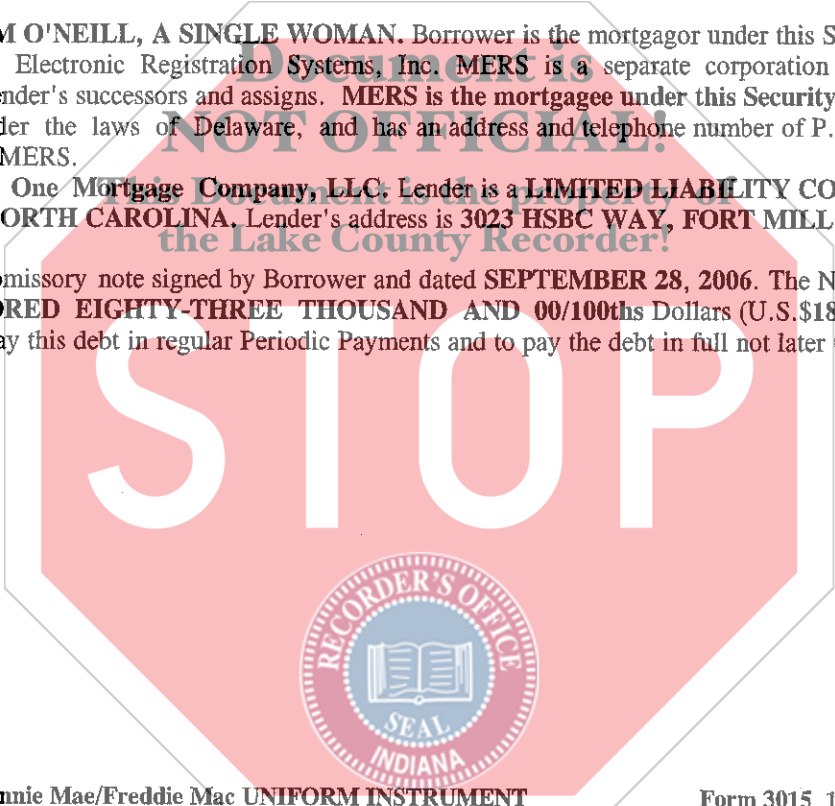 M O'NEILL, A SINGLE WOMAN. Borrower is the mortgagor under this S
Electronic Registration Systems, Inc. MERS is a separate corporation
nder's successors and assigns. MERS is the mortgagee under this Security
der the laws of Delaware, and has an address and telephone number of P.
MERS.
One Mortgage Company, LLC. Lender is a LIMITED LIABILITY CO
ORTH CAROLINA. Lender's address is 3023 HSBC WAY, FORT MILL
omissory note signed by Borrower and dated SEPTEMBER 28, 2006. The N
RED EIGHTY-THREE THOUSAND AND 00/100ths Dollars (U.S.$18
ay this debt in regular Periodic Payments and to pay the debt in full not later
Document is
NOT OFFICIAL!
This Document is the property of
the Lake County Recorder!
STOP
RECORDER'S OFFICE
SEAL
INDIANA
nnie Mae/Freddie Mac UNIFORM INSTRUMENT
Form 3015 1